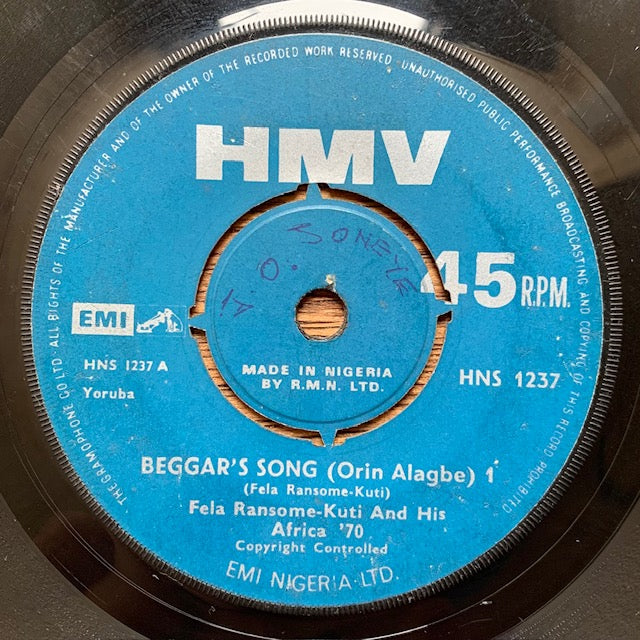 THE GRAMOPHONE CO LTD · ALL RIGHTS OF THE MANUFACTURER AND OF THE OWNER OF THE RECORDED WORK RESERVED · UNAUTHORISED PUBLIC PERFORMANCE BROADCASTING AND COPYING OF THIS RECORD PROHIBITED
HMV
A. O. SONEYE
45 R.P.M.
EMI
MADE IN NIGERIA
BY R.M.N. LTD.
HNS 1237 A
HNS 1237
Yoruba
BEGGAR'S SONG (Orin Alagbe) 1
(Fela Ransome-Kuti)
Fela Ransome-Kuti And His
Africa '70
Copyright Controlled
EMI NIGERIA LTD.